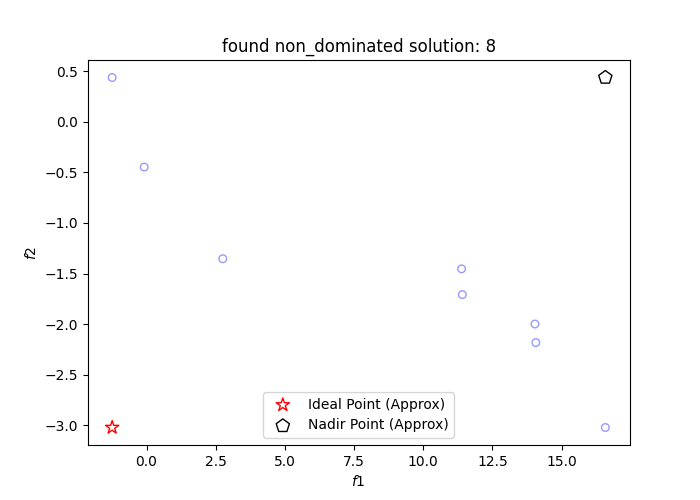 found non_dominated solution: 8
0.5
0.0
−0.5
−1.0
−1.5
−2.0
−2.5
−3.0
f2
Ideal Point (Approx)
Nadir Point (Approx)
0.0 2.5 5.0 7.5 10.0 12.5 15.0
f1